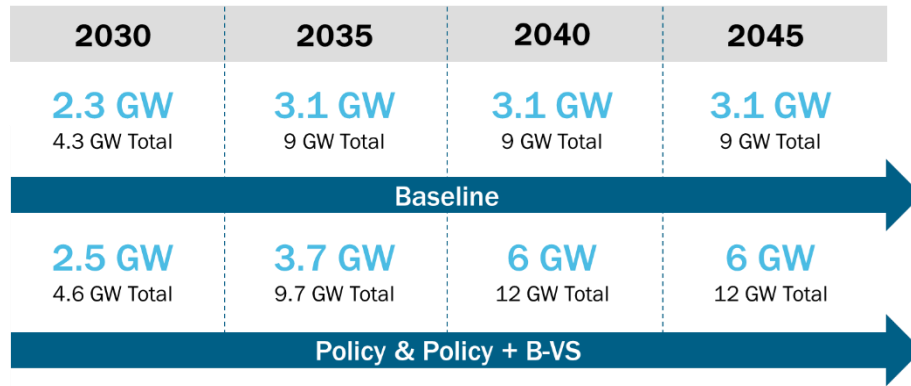 2030 2035 2040 2045
2.3 GW 3.1 GW 3.1 GW 3.1 GW
4.3 GW Total 9 GW Total 9 GW Total 9 GW Total
Baseline
2.5 GW 3.7 GW 6 GW 6 GW
4.6 GW Total 9.7 GW Total 12 GW Total 12 GW Total
Policy & Policy + B-VS